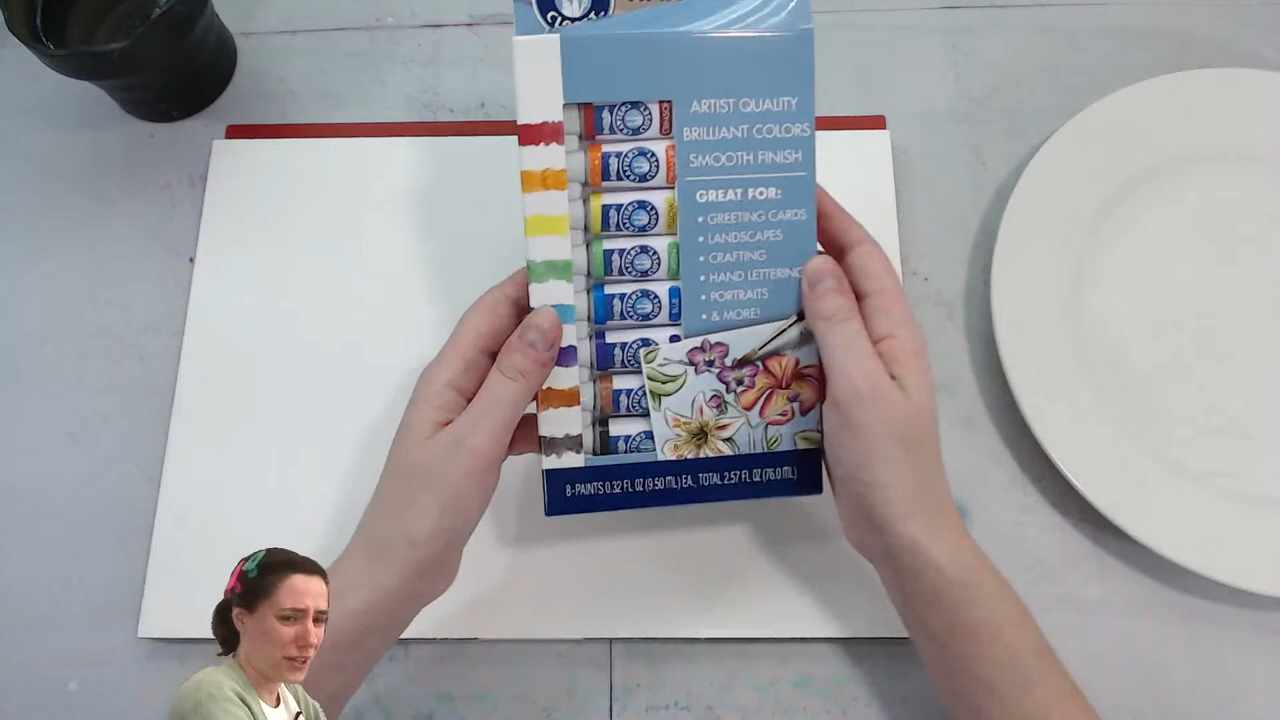 ARTIST QUALITY
BRILLIANT COLORS
SMOOTH FINISH
GREAT FOR:
• GREETING CARDS
• LANDSCAPES
• CRAFTING
• HAND LETTERING
• PORTRAITS
• & MORE!
8-PAINTS 0.32 FL OZ (9.50 ML) EA., TOTAL 2.57 FL OZ (76.0 ML)
BLUE